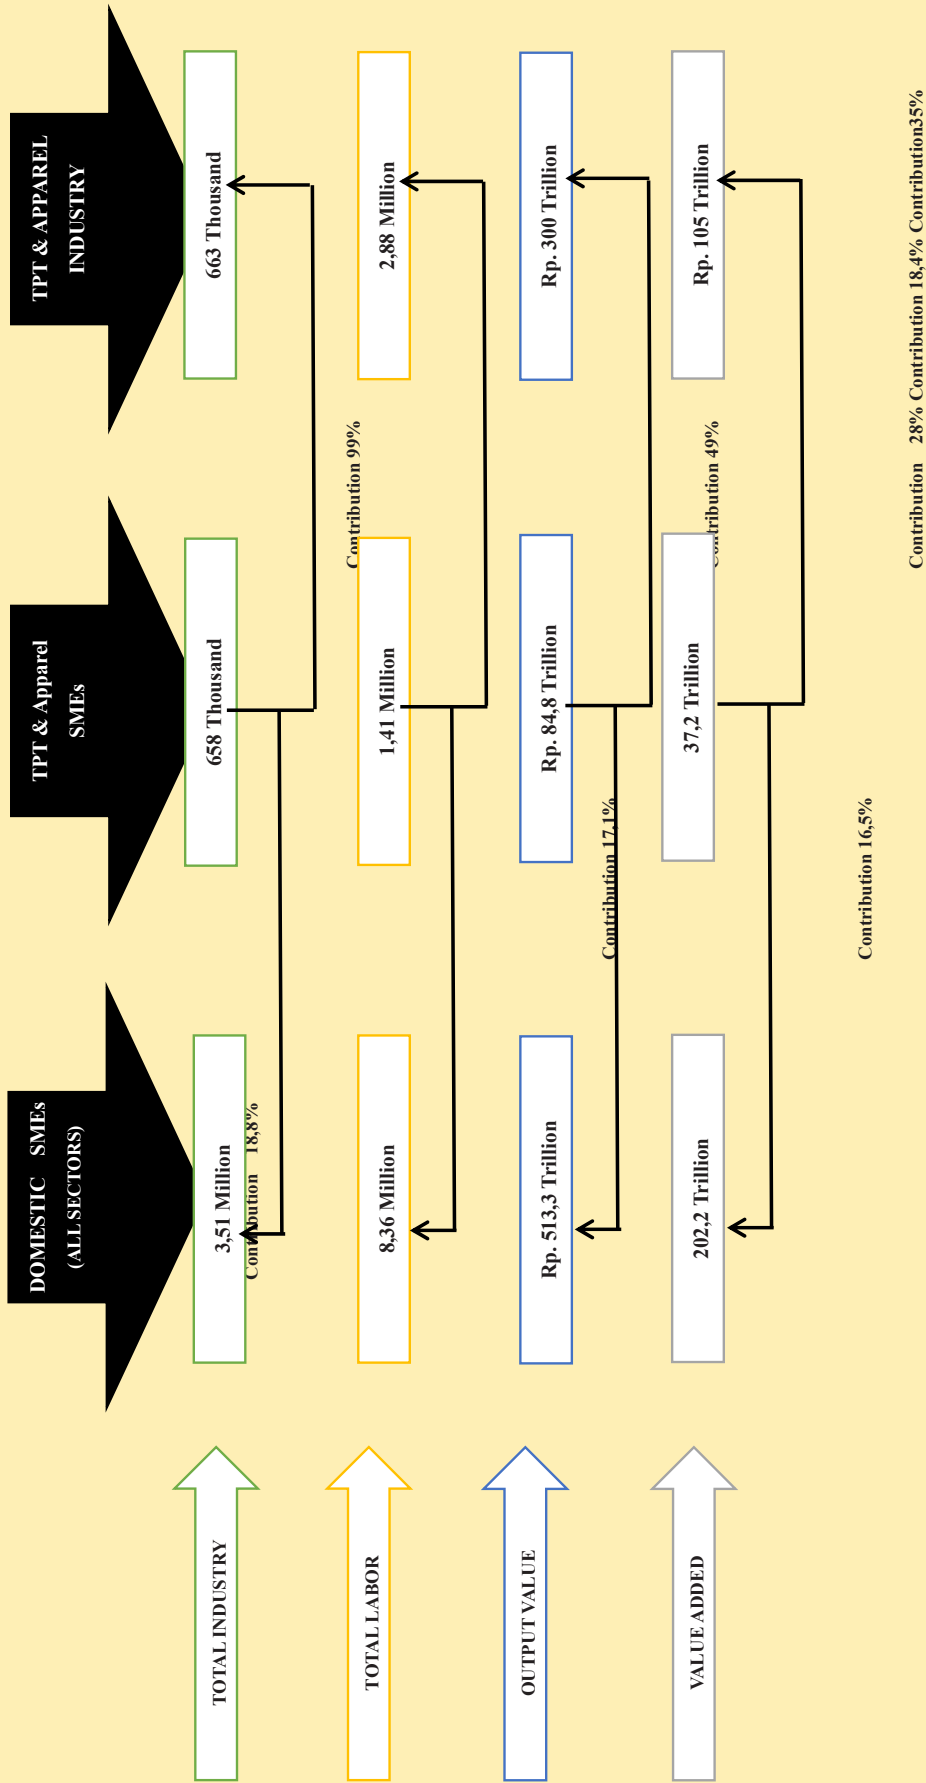 DOMESTIC SMEs
(ALL SECTORS)
TPT & Apparel
SMEs
TPT & APPAREL
INDUSTRY
TOTAL INDUSTRY
3,51 Million
658 Thousand
663 Thousand
Contribution 18,8%
Contribution 99%
TOTAL LABOR
8,36 Million
1,41 Million
2,88 Million
OUTPUT VALUE
Rp. 513,3 Trillion
Rp. 84,8 Trillion
Rp. 300 Trillion
Contribution 17,1%
Contribution 49%
VALUE ADDED
202,2 Trillion
37,2 Trillion
Rp. 105 Trillion
Contribution 16,5%
Contribution 28% Contribution 18,4% Contribution35%